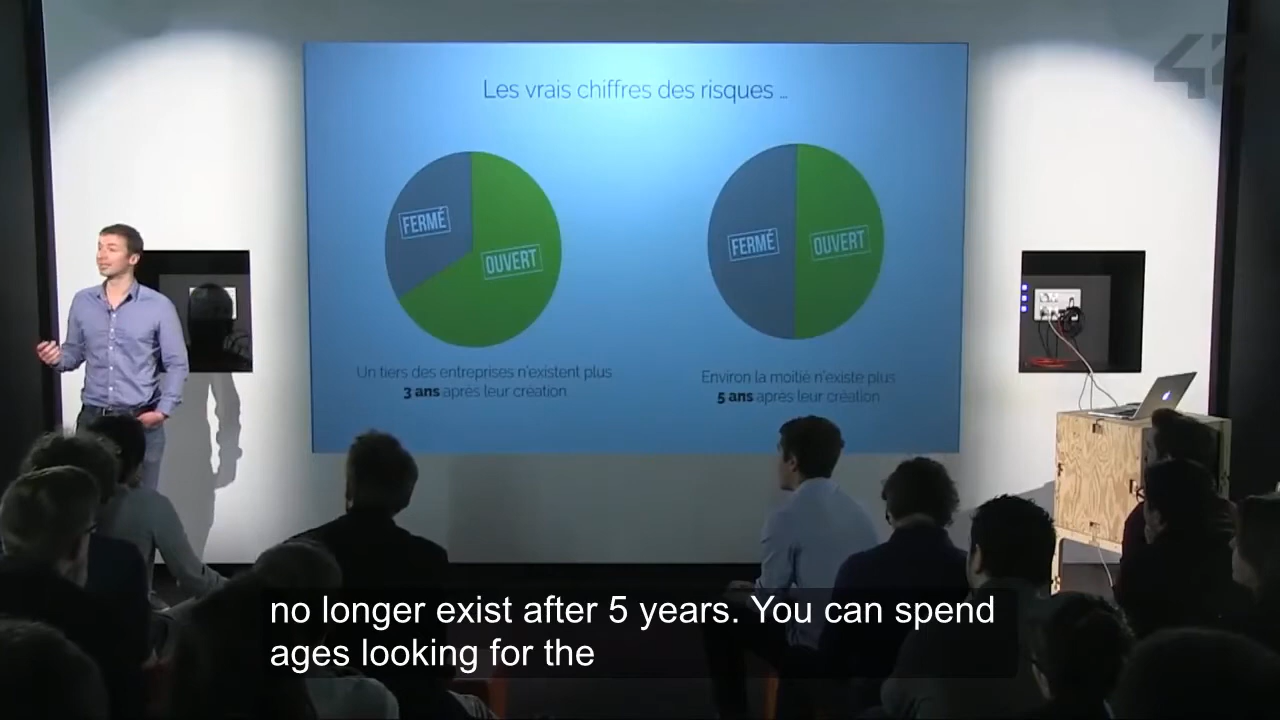 42
Les vrais chiffres des risques ...
FERMÉ
OUVERT
FERMÉ
OUVERT
Un tiers des entreprises n'existent plus
3 ans après leur création
Environ la moitié n'existe plus
5 ans après leur création
no longer exist after 5 years. You can spend
ages looking for the